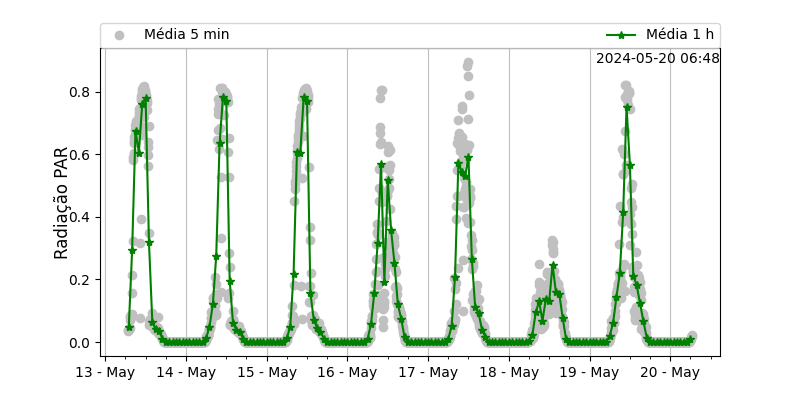 Média 5 min
Média 1 h
2024-05-20 06:48
Radiação PAR
0.8
0.6
0.4
0.2
0.0
13 - May
14 - May
15 - May
16 - May
17 - May
18 - May
19 - May
20 - May